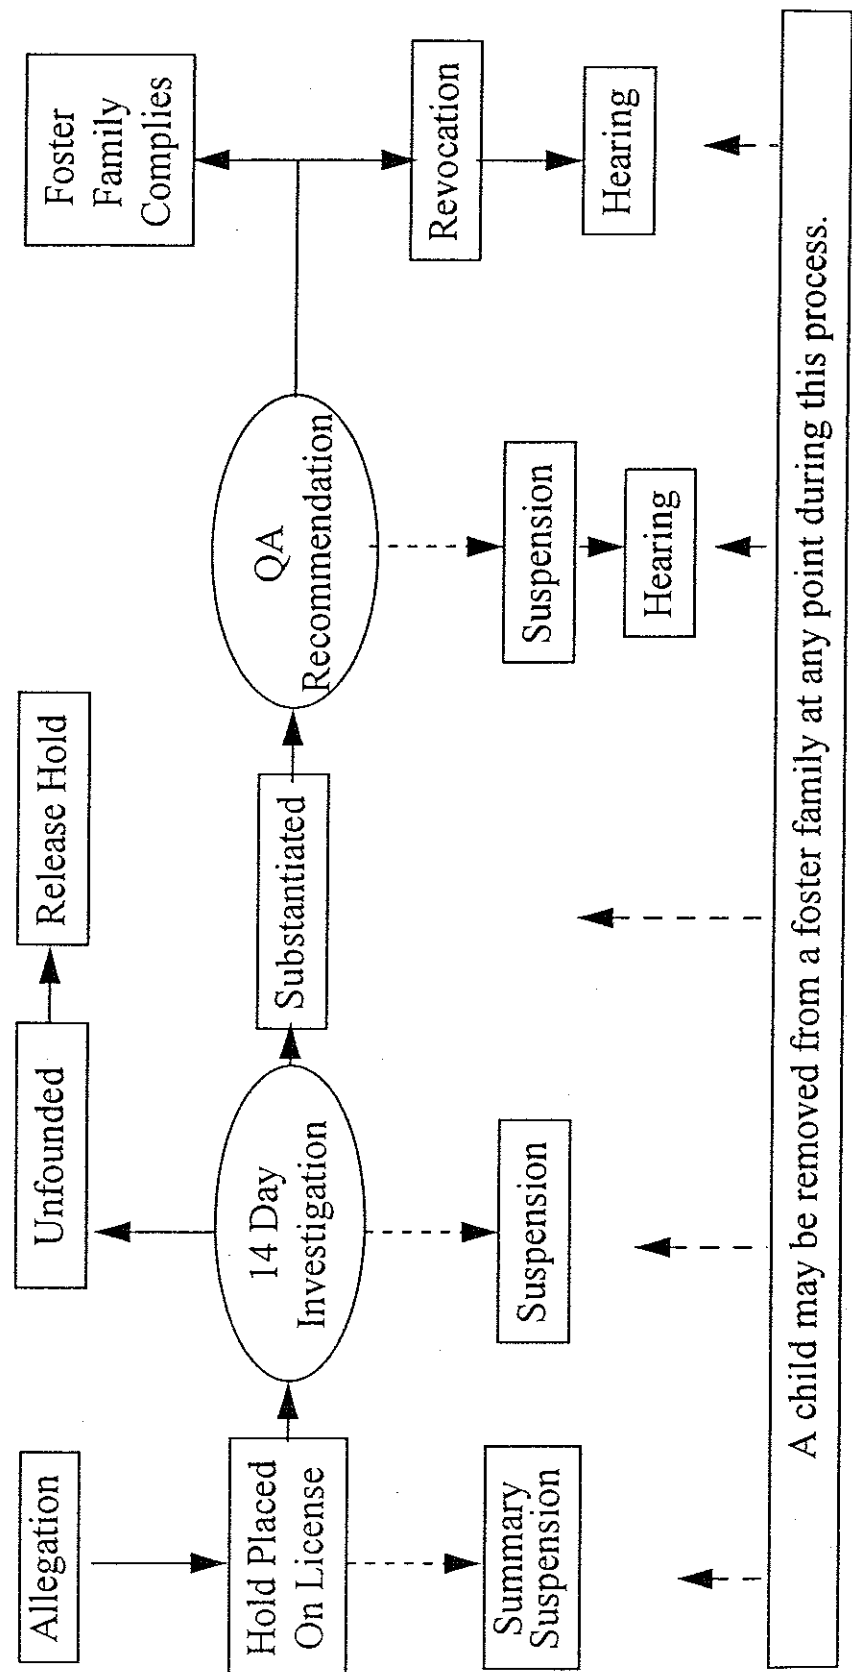 Allegation
Hold Placed
On License
Summary
Suspension
14 Day
Investigation
Unfounded
Release Hold
Suspension
Substantiated
QA
Recommendation
Suspension
Hearing
Foster
Family
Complies
Revocation
Hearing
A child may be removed from a foster family at any point during this process.